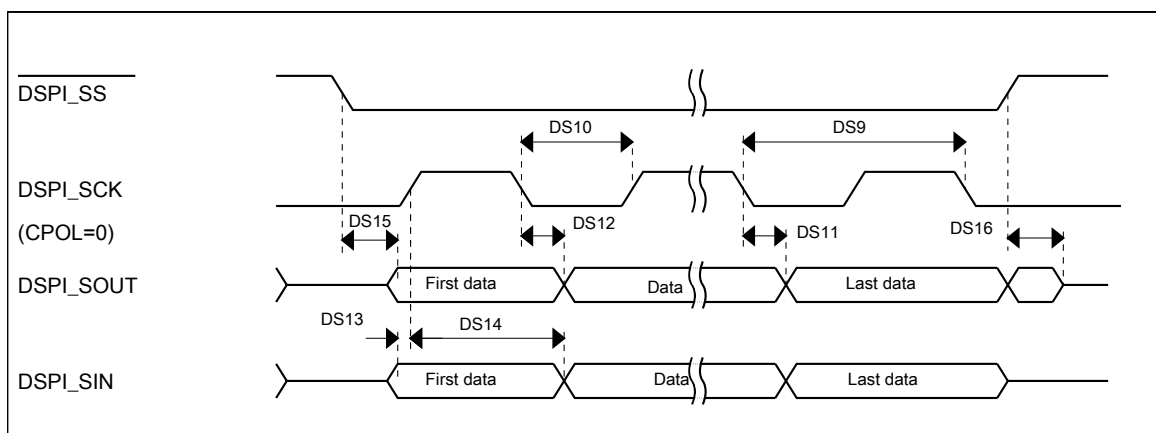 DSPI_SS
DS10
DS9
DSPI_SCK
(CPOL=0)
DS15
DS12
DS11
DS16
DSPI_SOUT
First data
Data
Last data
DS13
DS14
DSPI_SIN
First data
Data
Last data